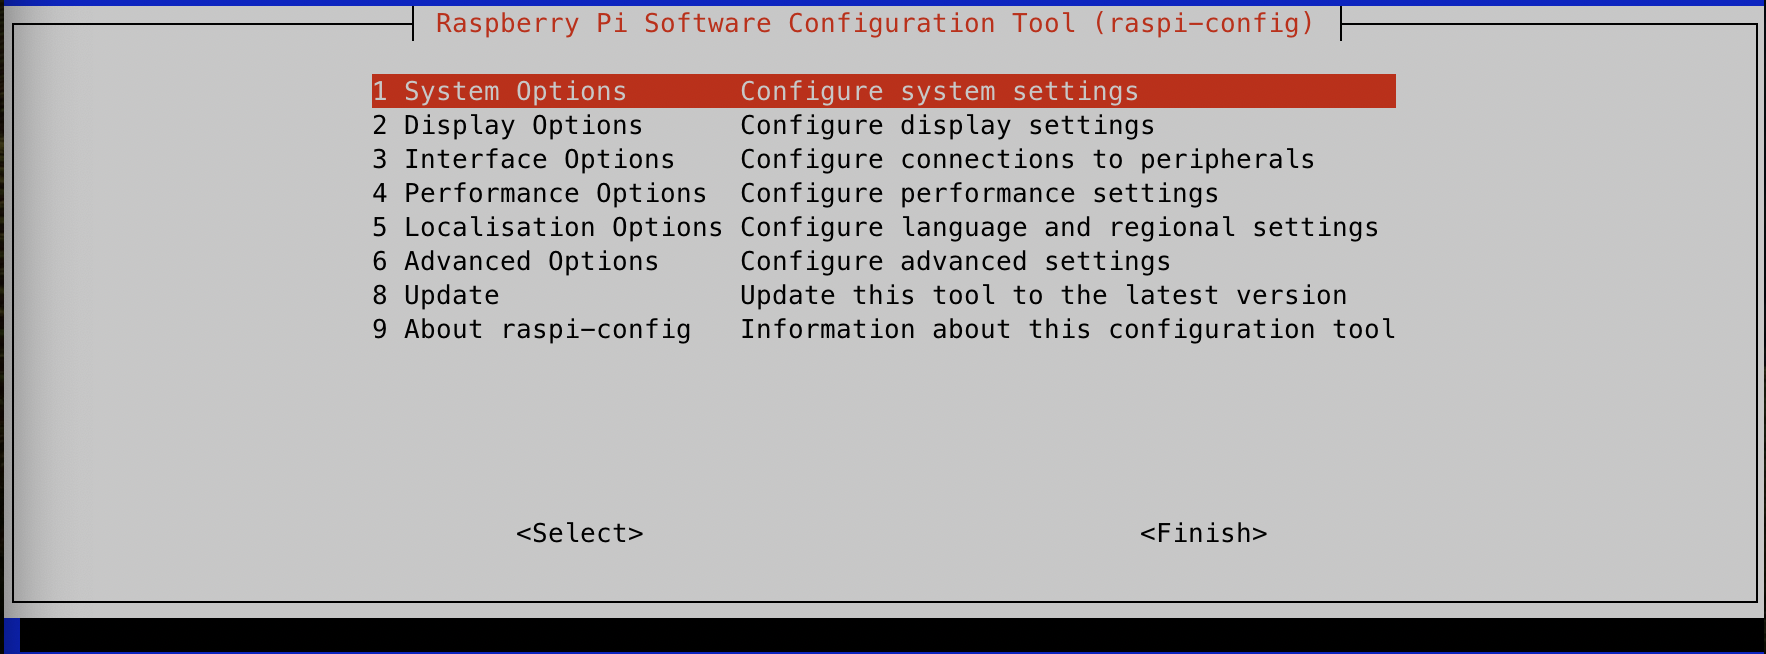 Raspberry Pi Software Configuration Tool (raspi-config)
1 System Options Configure system settings
2 Display Options Configure display settings
3 Interface Options Configure connections to peripherals
4 Performance Options Configure performance settings
5 Localisation Options Configure language and regional settings
6 Advanced Options Configure advanced settings
8 Update Update this tool to the latest version
9 About raspi-config Information about this configuration tool
<Select> <Finish>